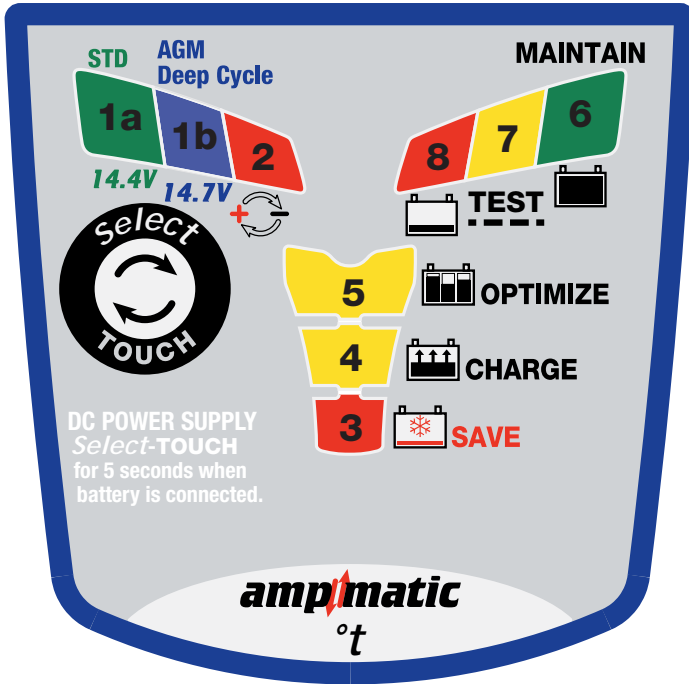 STD
AGM
Deep Cycle
MAINTAIN
1a
1b
2
8
7
6
14.4V
14.7V
+ -
TEST
Select
TOUCH
5
OPTIMIZE
4
CHARGE
3
SAVE
DC POWER SUPPLY
Select-TOUCH
for 5 seconds when
battery is connected.
ampmatic
°t